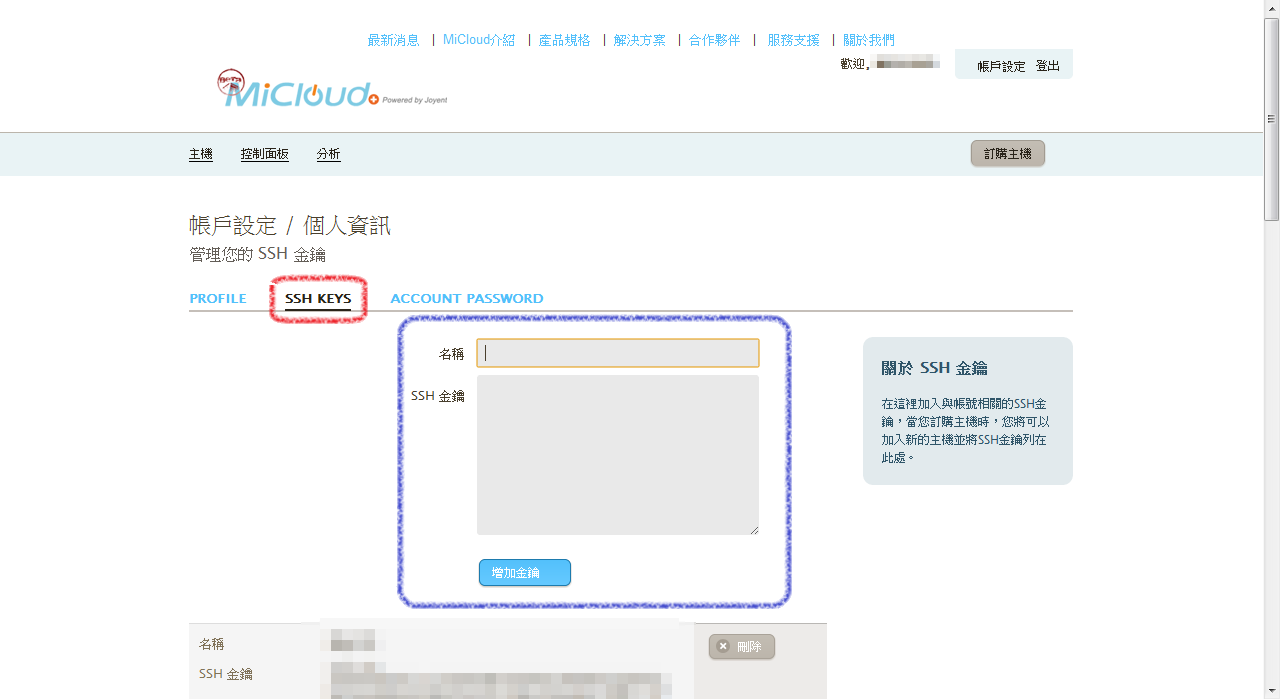 最新消息 | MiCloud介紹 | 產品規格 | 解決方案 | 合作夥伴 | 服務支援 | 關於我們
歡迎,
帳戶設定 登出
MiCloud Powered by Joyent
主機 控制面板 分析
訂購主機
帳戶設定 / 個人資訊
管理您的 SSH 金鑰
PROFILE SSH KEYS ACCOUNT PASSWORD
名稱
SSH 金鑰
增加金鑰
關於 SSH 金鑰
在這裡加入與帳號相關的SSH金
鑰，當您訂購主機時，您將可以
加入新的主機並將SSH金鑰列在
此處。
名稱
刪除
SSH 金鑰